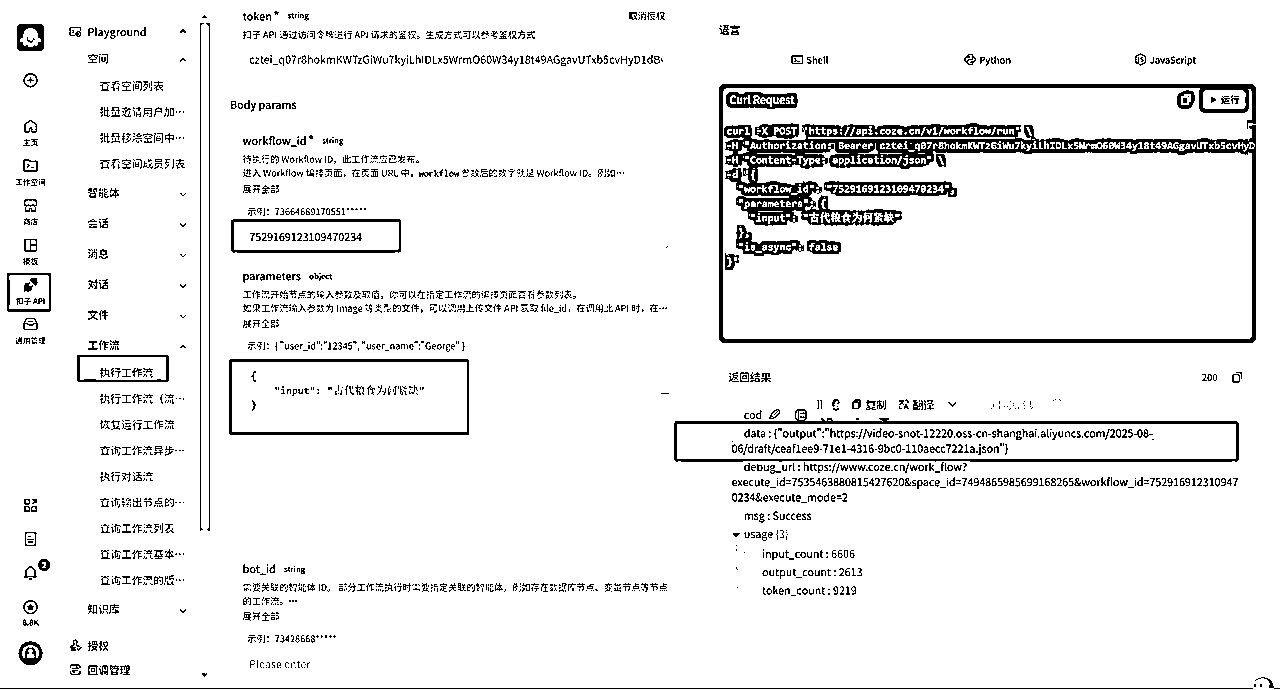 Playground
空间
查看空间列表
批量邀请用户加…
批量移除空间中…
查看空间成员列表
智能体
会话
消息
对话
文件
工作流
执行工作流
执行工作流（流…
恢复运行工作流
查询工作流异步…
执行对话流
查询输出节点的…
查询工作流列表
查询工作流基本…
查询工作流的版…
知识库
授权
回调管理
主页
工作空间
商店
模板
扣子 API
通用管理
2
8.8K
token* string
取消授权
扣子 API 通过访问令牌进行 API 请求的鉴权。生成方式可以参考鉴权方式
Body params
workflow_id* string
待执行的 Workflow ID，此工作流应已发布。
进入 Workflow 编排页面，在页面 URL 中，workflow 参数后的数字就是 Workflow ID。例如…
展开全部
示例：73664689170551*****
7529169123109470234
parameters object
工作流开始节点的输入参数及取值，你可以在指定工作流的编排页面查看参数列表。
如果工作流输入参数为 Image 等类型的文件，可以调用上传文件 API 获取 file_id，在调用此 API 时，在…
展开全部
示例：{"user_id":"12345","user_name":"George"}
{
"input": "古代粮食为何紧缺"
}
bot_id string
需要关联的智能体 ID。 部分工作流执行时需要指定关联的智能体，例如存在数据库节点、变量节点等节点
的工作流。…
展开全部
示例：73428668*****
Please enter
语言
Shell
Python
JavaScript
Curl Request
运行
curl -X POST 'https://api.coze.cn/v1/workflow/run' \
-H "Content-Type: application/json" \
-d '{
"workflow_id": "7529169123109470234",
"parameters": {
"input": "古代粮食为何紧缺"
},
"is_async": false
}'
返回结果
200
复制
翻译
cod
data : {"output":"https://video-snot-12220.oss-cn-shanghai.aliyuncs.com/2025-08-
06/draft/ceaf1ee9-71e1-4316-9bc0-110aecc7221a.json"}
debug_url : https://www.coze.cn/work_flow?
execute_id=7535463880815427620&space_id=7494865985699168265&workflow_id=752916912310947
0234&execute_mode=2
msg : Success
usage {3}
input_count : 6606
output_count : 2613
token_count : 9219